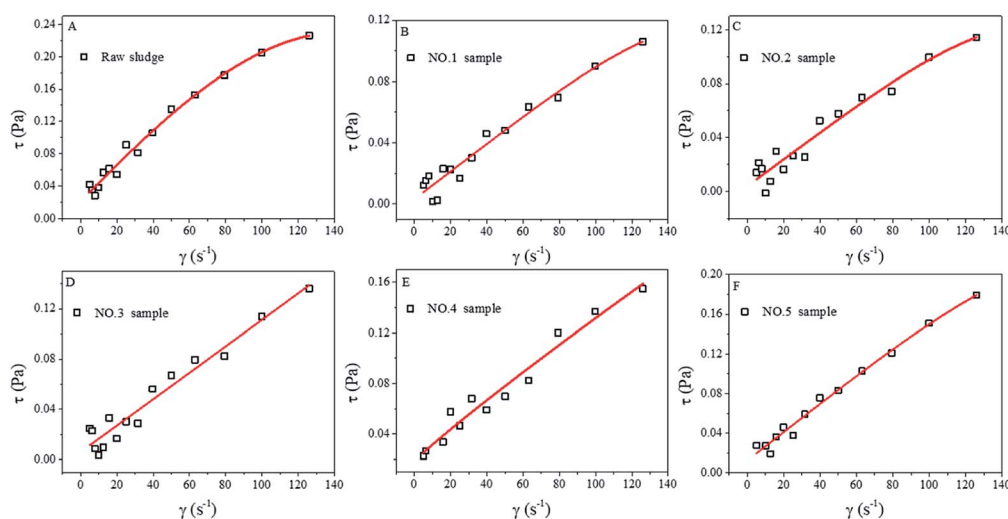 A
Raw sludge
0.24
0.20
0.16
0.12
0.08
0.04
0.00
τ (Pa)
0 20 40 60 80 100 120 140
γ (s-1)
B
NO.1 sample
0.12
0.08
0.04
0.00
τ (Pa)
0 20 40 60 80 100 120 140
γ (s-1)
C
NO.2 sample
0.12
0.08
0.04
0.00
τ (Pa)
0 20 40 60 80 100 120 140
γ (s-1)
D
NO.3 sample
0.12
0.08
0.04
0.00
τ (Pa)
0 20 40 60 80 100 120 140
γ (s-1)
E
NO.4 sample
0.16
0.12
0.08
0.04
τ (Pa)
0 20 40 60 80 100 120 140
γ (s-1)
F
NO.5 sample
0.20
0.16
0.12
0.08
0.04
0.00
τ (Pa)
0 20 40 60 80 100 120 140
γ (s-1)